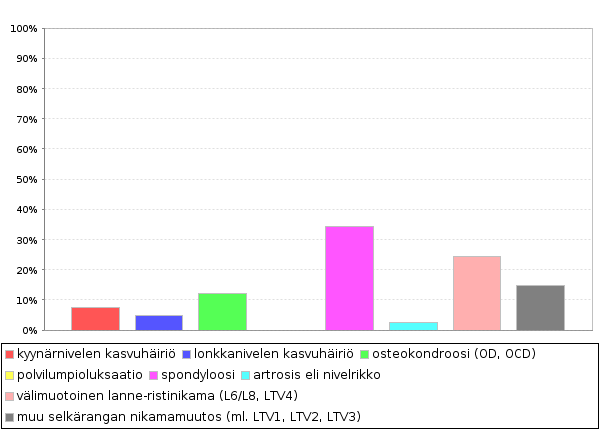 100%
90%
80%
70%
60%
50%
40%
30%
20%
10%
0%
kyynärnivelen kasvuhäiriö lonkkanivelen kasvuhäiriö osteokondroosi (OD, OCD)
polvilumpioluksaatio spondyloosi artrosis eli nivelrikko
välimuotoinen lanne-ristinikama (L6/L8, LTV4)
muu selkärangan nikamamuutos (ml. LTV1, LTV2, LTV3)